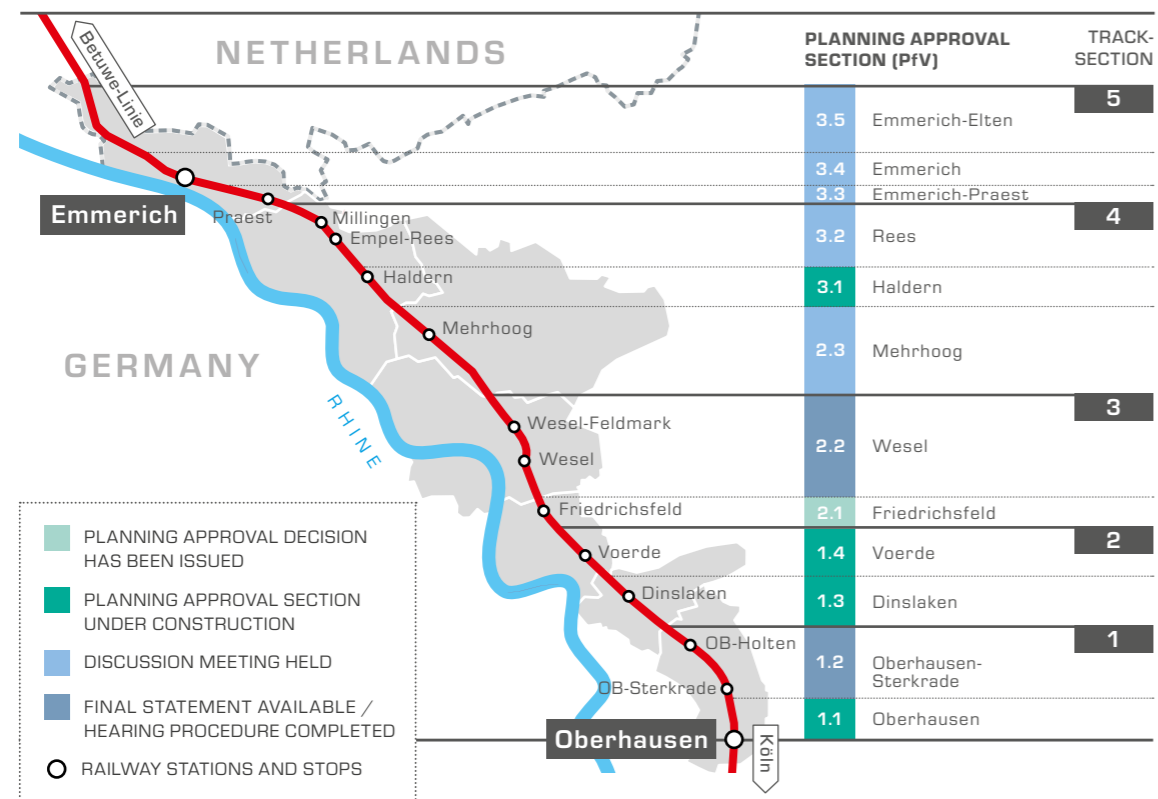 NETHERLANDS
Betuwe-Linie
Emmerich
Praest
Millingen
Empel-Rees
Haldern
Mehrhoog
GERMANY
RHINE
Wesel-Feldmark
Wesel
Friedrichsfeld
Voerde
Dinslaken
OB-Holten
OB-Sterkrade
Oberhausen
Köln
PLANNING APPROVAL
SECTION (PfV)
TRACK-
SECTION
5
3.5 Emmerich-Elten
3.4 Emmerich
3.3 Emmerich-Praest
4
3.2 Rees
3.1 Haldern
2.3 Mehrhoog
3
2.2 Wesel
2.1 Friedrichsfeld
2
1.4 Voerde
1.3 Dinslaken
1
1.2 Oberhausen-
Sterkrade
1.1 Oberhausen
PLANNING APPROVAL DECISION
HAS BEEN ISSUED
PLANNING APPROVAL SECTION
UNDER CONSTRUCTION
DISCUSSION MEETING HELD
FINAL STATEMENT AVAILABLE /
HEARING PROCEDURE COMPLETED
RAILWAY STATIONS AND STOPS